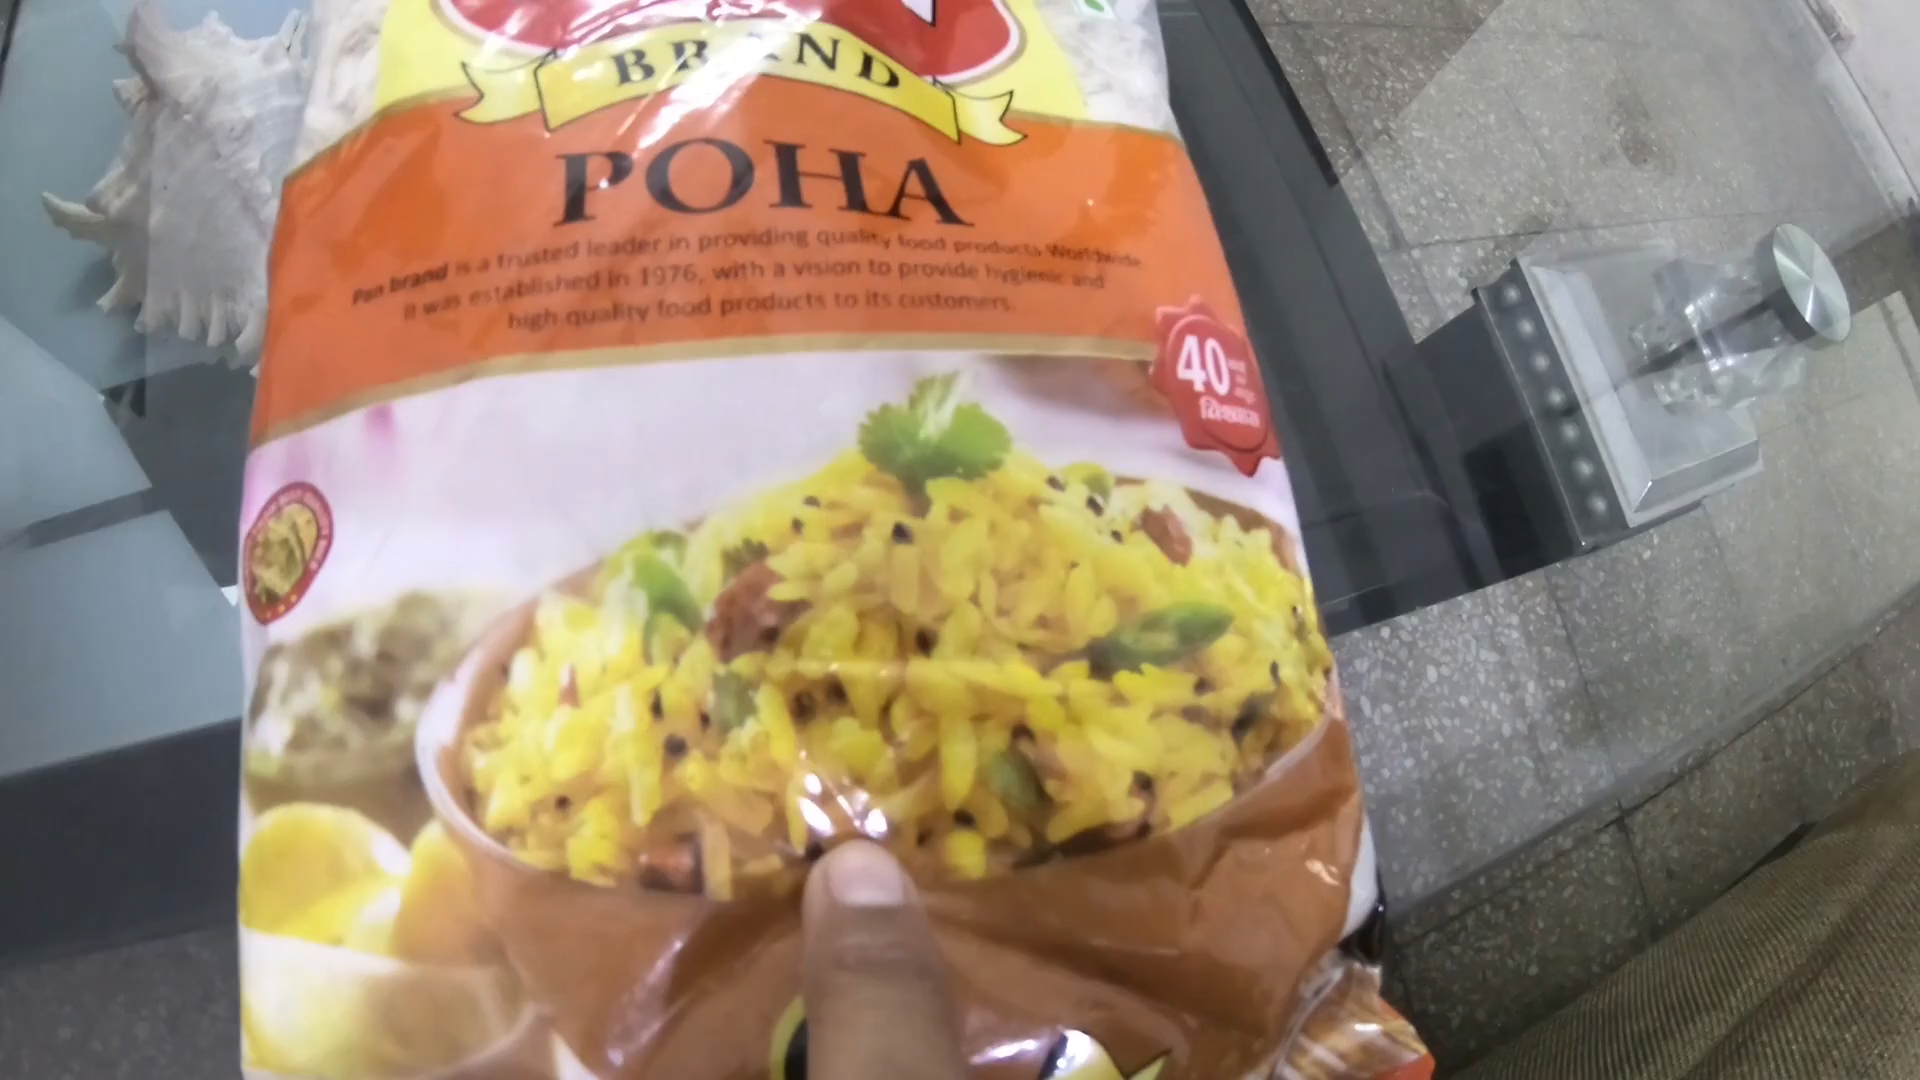 BRAND
POHA
Pan brand is a trusted leader in providing quality food products Worldwide
it was established in 1976, with a vision to provide hygienic and
high quality food products to its customers.
40
विश्वास